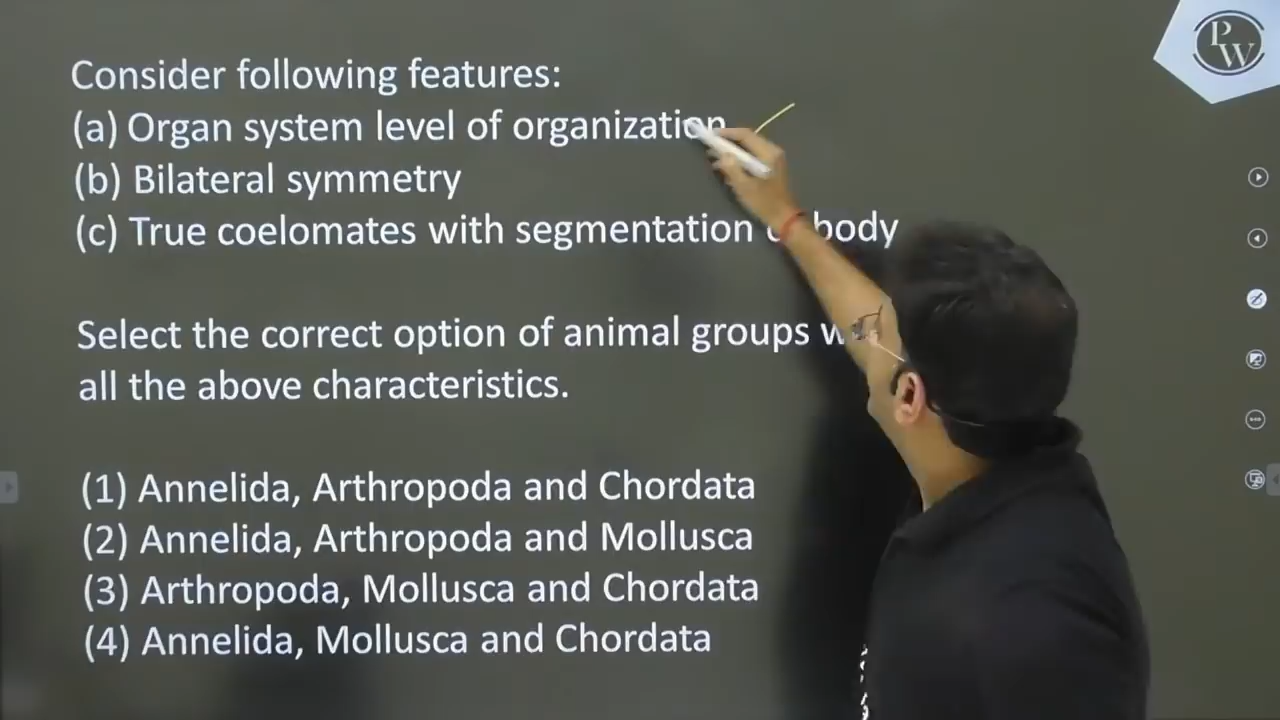 PW
Consider following features:
(a) Organ system level of organization
(b) Bilateral symmetry
(c) True coelomates with segmentation body
Select the correct option of animal groups
all the above characteristics.
(1) Annelida, Arthropoda and Chordata
(2) Annelida, Arthropoda and Mollusca
(3) Arthropoda, Mollusca and Chordata
(4) Annelida, Mollusca and Chordata